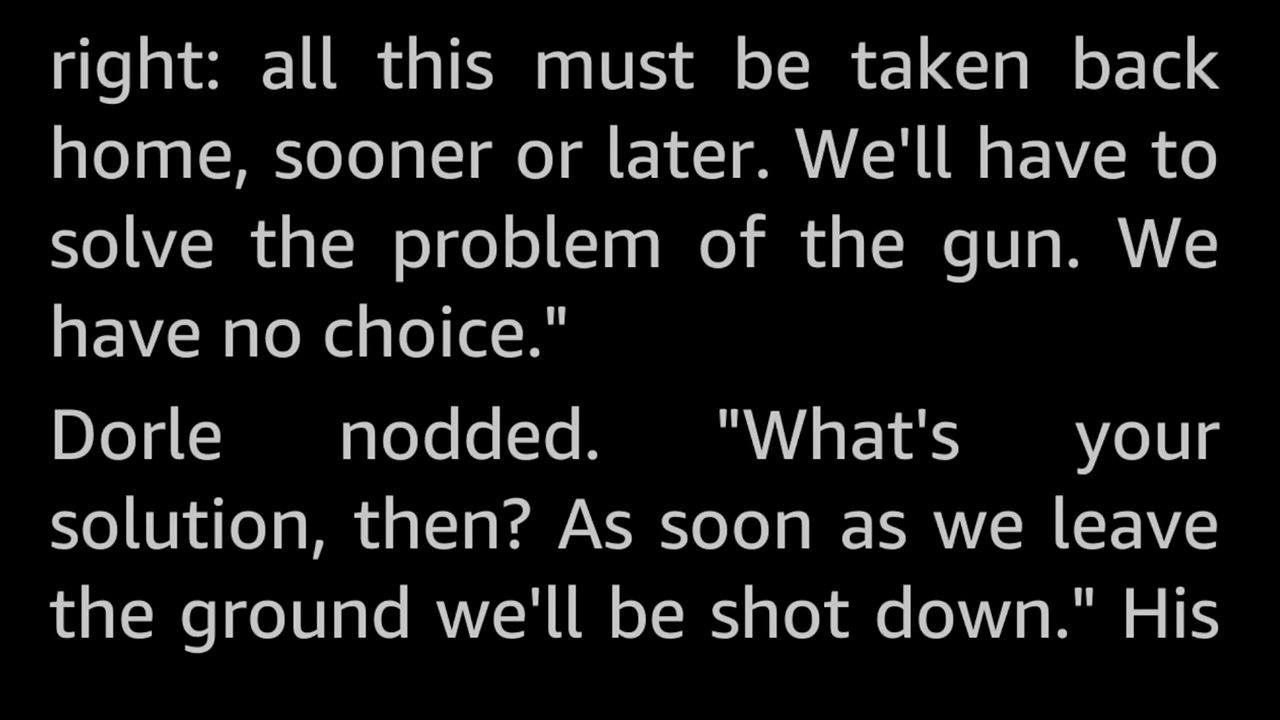 right: all this must be taken back
home, sooner or later. We'll have to
solve the problem of the gun. We
have no choice."
Dorle nodded. "What's your
solution, then? As soon as we leave
the ground we'll be shot down." His